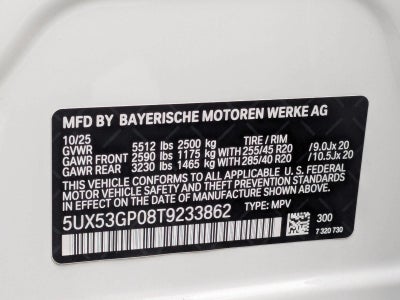 MFD BY BAYERISCHE MOTOREN WERKE AG
10/25 TIRE / RIM
GVWR 5512 lbs 2500 kg
GAWR FRONT 2590 lbs 1175 kg 255/45 R20 /9.0Jx 20
GAWR REAR 3230 lbs 1465 kg 285/40 R20 /10.5Jx 20
THIS VEHICLE CONFORMS TO ALL APPLICABLE U. S. FEDERAL
MOTOR VEHICLE SAFETY AND THEFT PREVENTION STANDARDS
IN EFFECT ON THE DATE OF MANUFACTURE SHOWN ABOVE.
5UX53GP08T9233862 TYPE: MPV
300
7 320 730